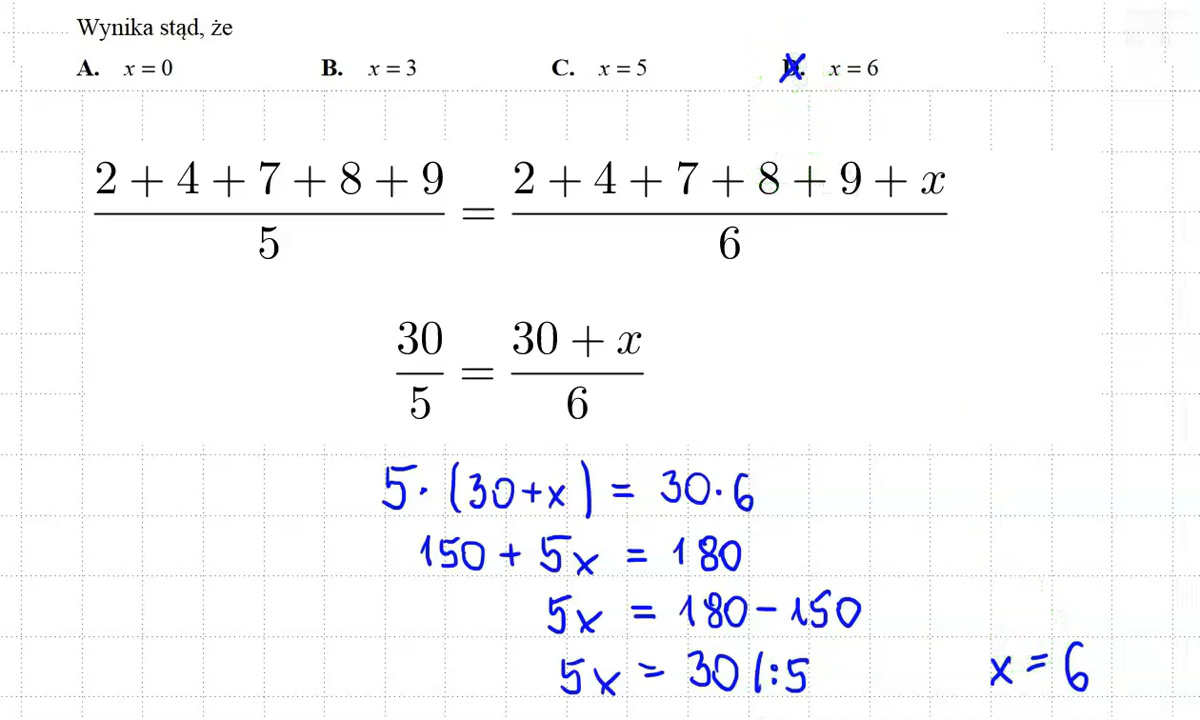 Wynika stąd, że
A. x = 0 B. x = 3 C. x = 5 D. x = 6
2 + 4 + 7 + 8 + 9 / 5 = 2 + 4 + 7 + 8 + 9 + x / 6
30 / 5 = 30 + x / 6
5 · (30+x) = 30 · 6
150 + 5x = 180
5x = 180 - 150
5x = 30 /:5 x = 6